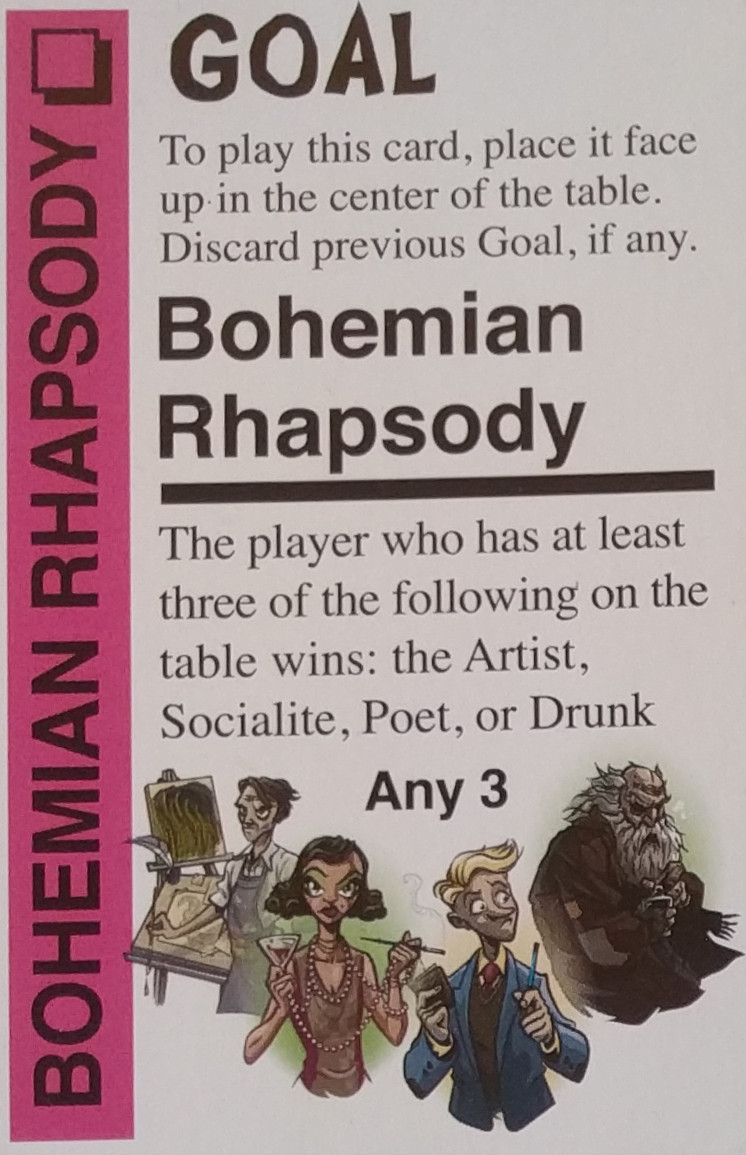 BOHEMIAN RHAPSODY
GOAL
To play this card, place it face
up in the center of the table.
Discard previous Goal, if any.
Bohemian
Rhapsody
The player who has at least
three of the following on the
table wins: the Artist,
Socialite, Poet, or Drunk
Any 3